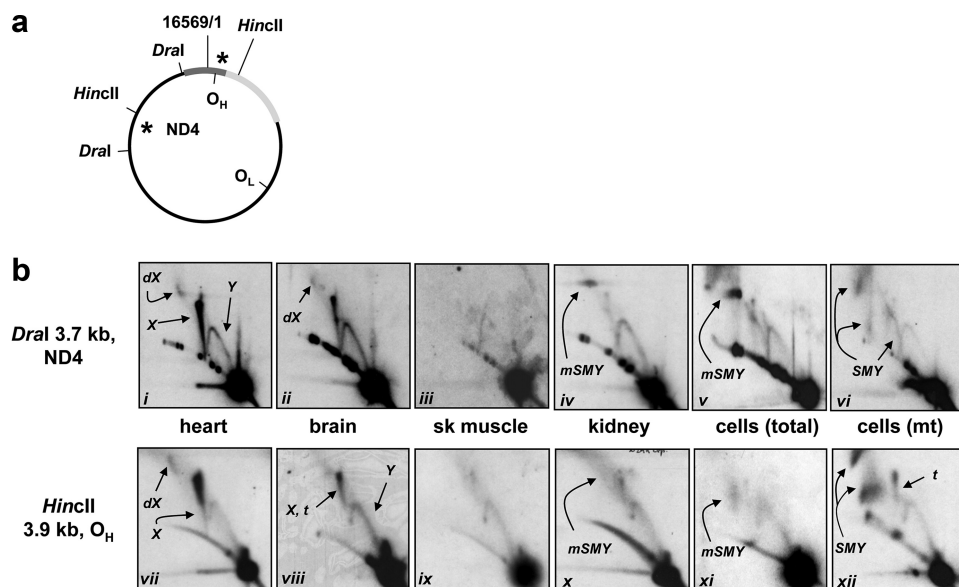 a
16569/1
HincII
DraI
*
OH
HincII
* ND4
DraI
OL
b
DraI 3.7 kb,
ND4
dX
X
Y
i
dX
ii
iii
mSMY
iv
mSMY
v
SMY
vi
heart
brain
sk muscle
kidney
cells (total)
cells (mt)
HincII
3.9 kb, OH
dX
X
vii
Y
X, t
viii
ix
mSMY
x
mSMY
xi
t
SMY
xii